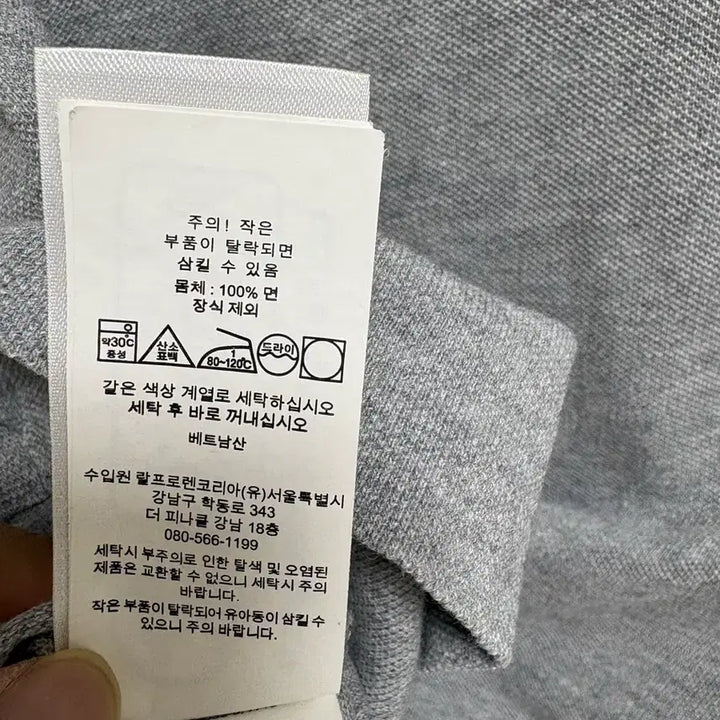 주의! 작은
부품이 탈락되면
삼킬 수 있음
몸체 : 100% 면
장식 제외
약30℃ 중성
산소 표백
1 80~120℃
드라이
같은 색상 계열로 세탁하십시오
세탁 후 바로 꺼내십시오
베트남산
수입원 랄프로렌코리아(유)서울특별시
강남구 학동로 343
더 피나클 강남 18층
080-566-1199
세탁시 부주의로 인한 탈색 및 오염된
제품은 교환할 수 없으니 세탁시 주의
바랍니다.
작은 부품이 탈락되어 유아동이 삼킬 수
있으니 주의 바랍니다.